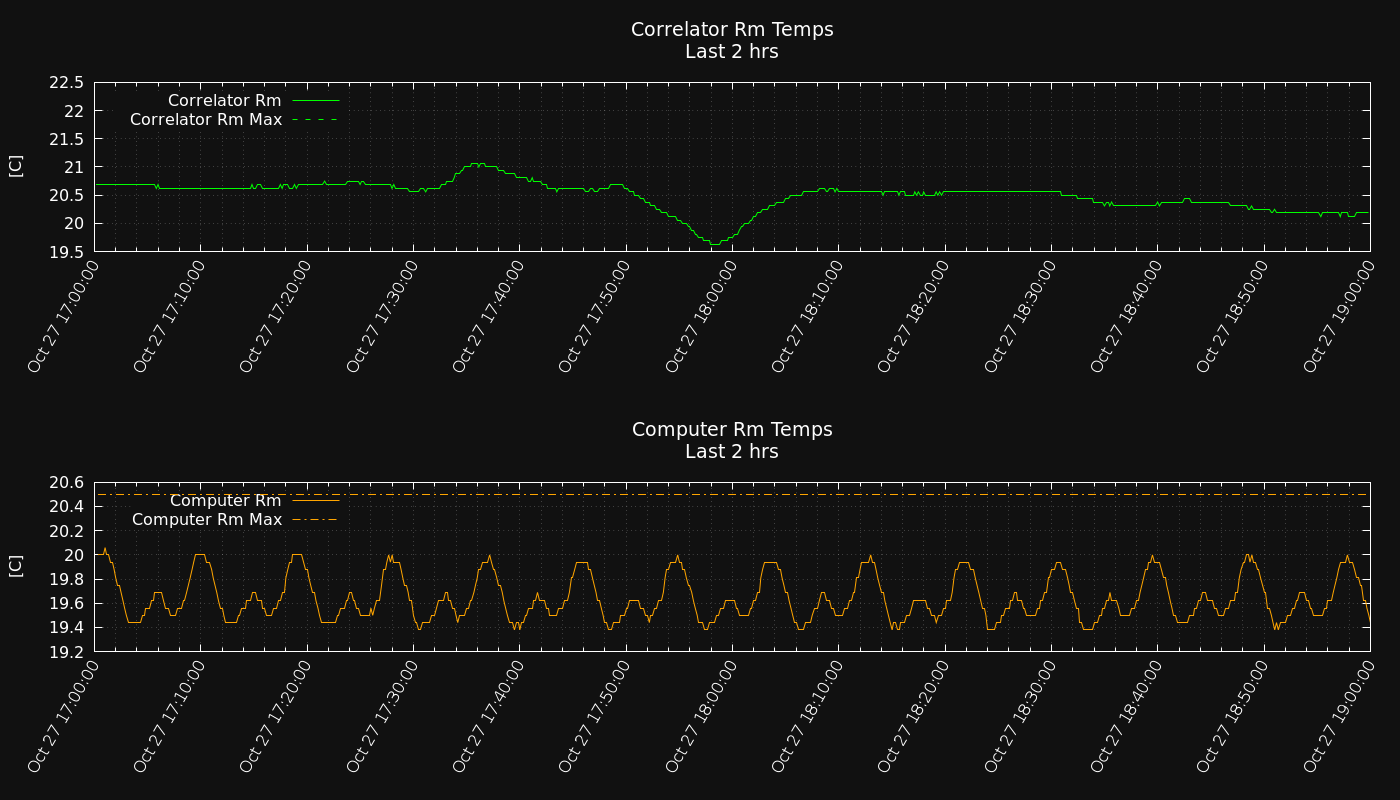 Correlator Rm Temps
Last 2 hrs
[C]
22.5
22
21.5
21
20.5
20
19.5
Correlator Rm
Correlator Rm Max
Oct 27 17:00:00
Oct 27 17:10:00
Oct 27 17:20:00
Oct 27 17:30:00
Oct 27 17:40:00
Oct 27 17:50:00
Oct 27 18:00:00
Oct 27 18:10:00
Oct 27 18:20:00
Oct 27 18:30:00
Oct 27 18:40:00
Oct 27 18:50:00
Oct 27 19:00:00
Computer Rm Temps
Last 2 hrs
[C]
20.6
20.4
20.2
20
19.8
19.6
19.4
19.2
Computer Rm
Computer Rm Max
Oct 27 17:00:00
Oct 27 17:10:00
Oct 27 17:20:00
Oct 27 17:30:00
Oct 27 17:40:00
Oct 27 17:50:00
Oct 27 18:00:00
Oct 27 18:10:00
Oct 27 18:20:00
Oct 27 18:30:00
Oct 27 18:40:00
Oct 27 18:50:00
Oct 27 19:00:00